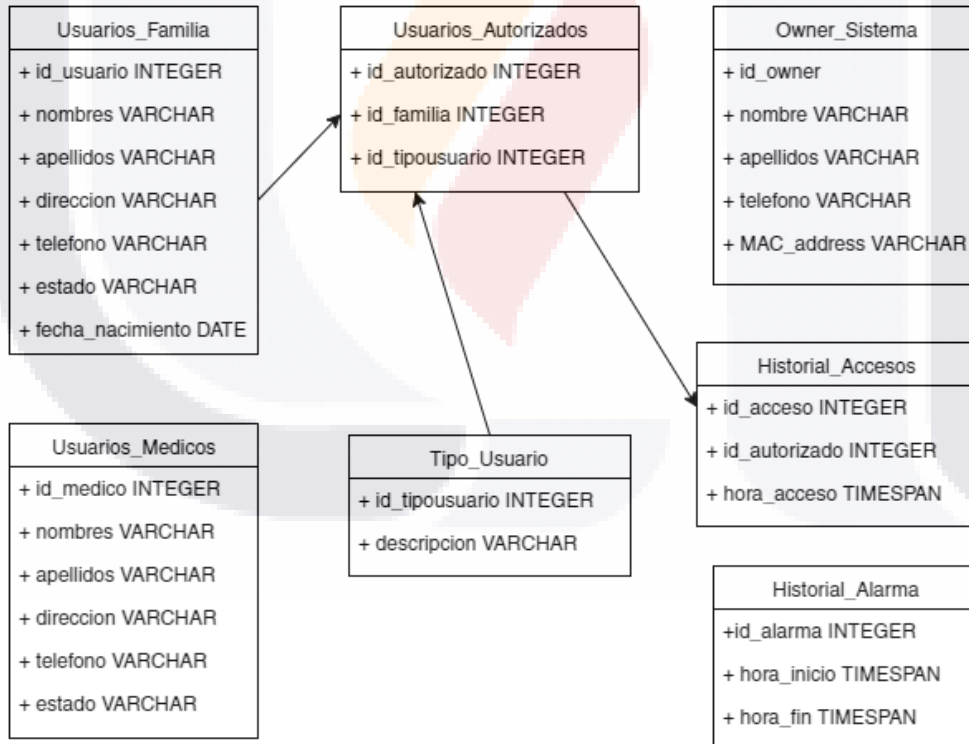 Usuarios_Familia
+ id_usuario INTEGER
+ nombres VARCHAR
+ apellidos VARCHAR
+ direccion VARCHAR
+ telefono VARCHAR
+ estado VARCHAR
+ fecha_nacimiento DATE
Usuarios_Autorizados
+ id_autorizado INTEGER
+ id_familia INTEGER
+ id_tipousuario INTEGER
Owner_Sistema
+ id_owner
+ nombre VARCHAR
+ apellidos VARCHAR
+ telefono VARCHAR
+ MAC_address VARCHAR
Historial_Accesos
+ id_acceso INTEGER
+ id_autorizado INTEGER
+ hora_acceso TIMESPAN
Usuarios_Medicos
+ id_medico INTEGER
+ nombres VARCHAR
+ apellidos VARCHAR
+ direccion VARCHAR
+ telefono VARCHAR
+ estado VARCHAR
Tipo_Usuario
+ id_tipousuario INTEGER
+ descripcion VARCHAR
Historial_Alarma
+id_alarma INTEGER
+ hora_inicio TIMESPAN
+ hora_fin TIMESPAN